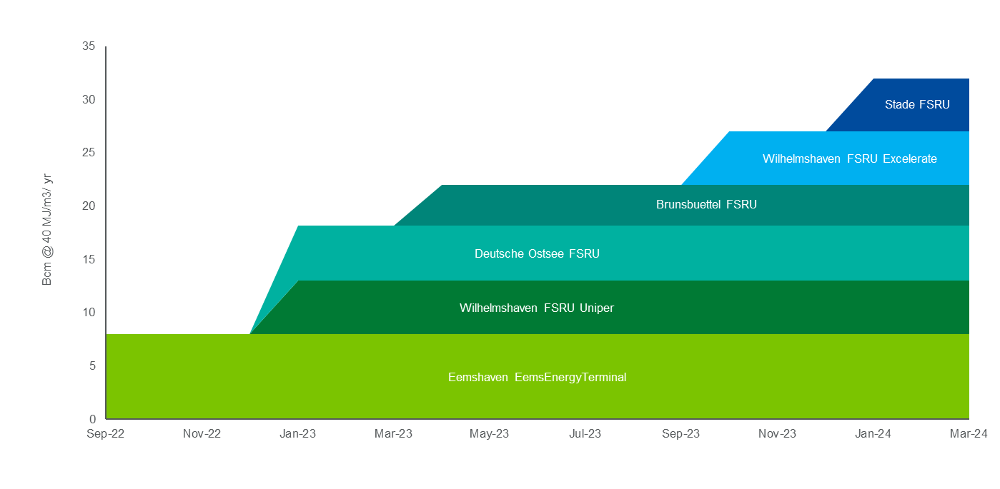 35
30
25
20
15
10
5
0
Bcm @ 40 MJ/m3/ yr
Stade FSRU
Wilhelmshaven FSRU Excelerate
Brunsbuettel FSRU
Deutsche Ostsee FSRU
Wilhelmshaven FSRU Uniper
Eemshaven EemsEnergyTerminal
Sep-22 Nov-22 Jan-23 Mar-23 May-23 Jul-23 Sep-23 Nov-23 Jan-24 Mar-24